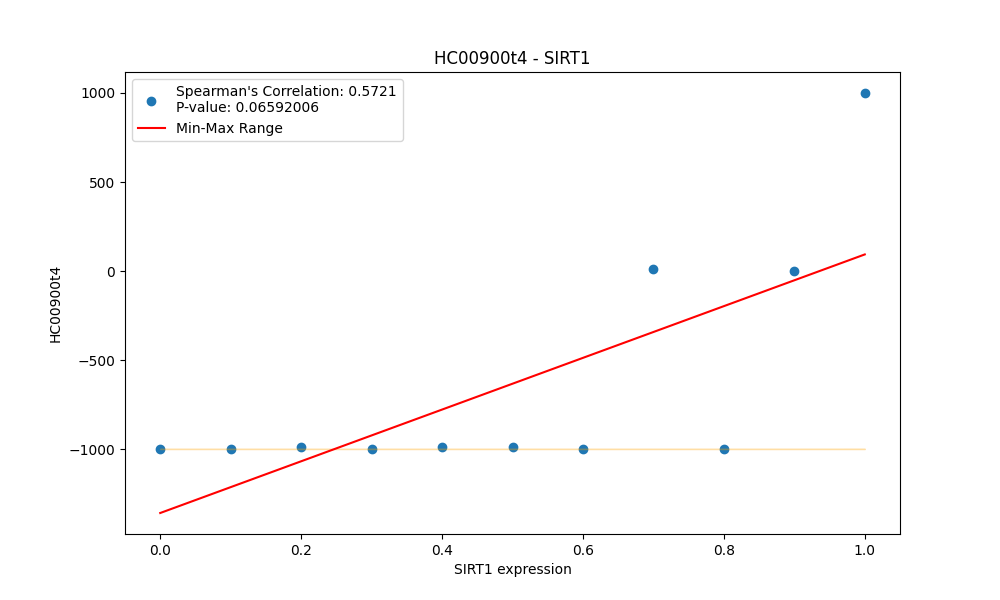 HC00900t4 - SIRT1
Spearman's Correlation: 0.5721
P-value: 0.06592006
Min-Max Range
1000
500
0
−500
−1000
HC00900t4
0.0
0.2
0.4
0.6
0.8
1.0
SIRT1 expression